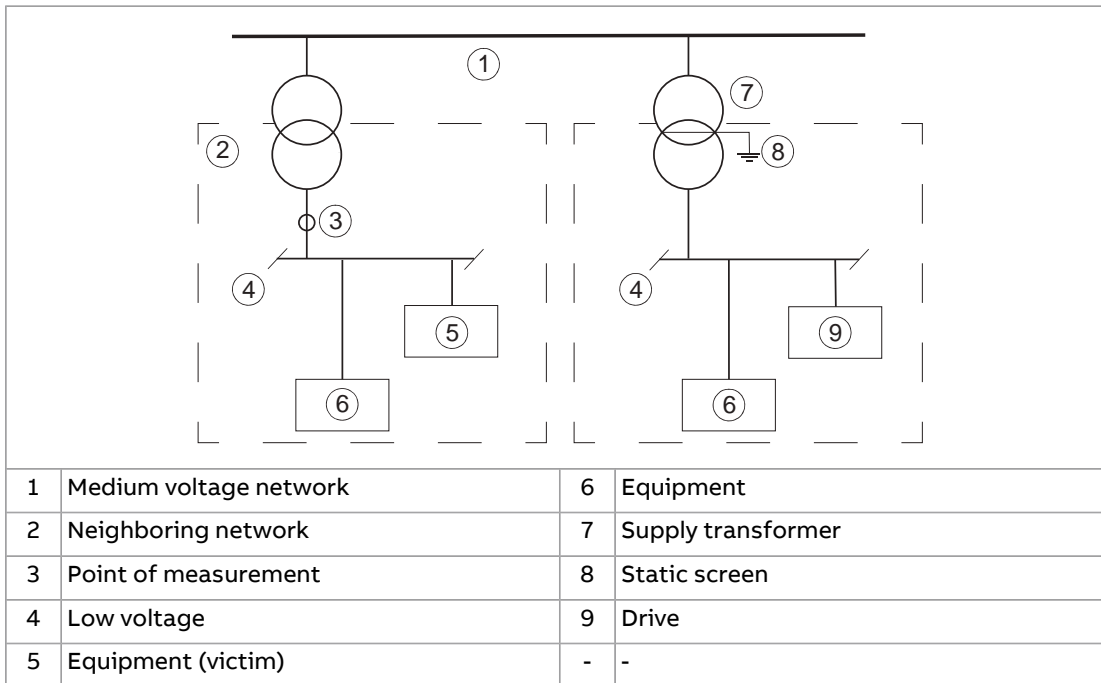 1
7
2
8
3
4
4
5
9
6
6
1 Medium voltage network 6 Equipment
2 Neighboring network 7 Supply transformer
3 Point of measurement 8 Static screen
4 Low voltage 9 Drive
5 Equipment (victim) - -